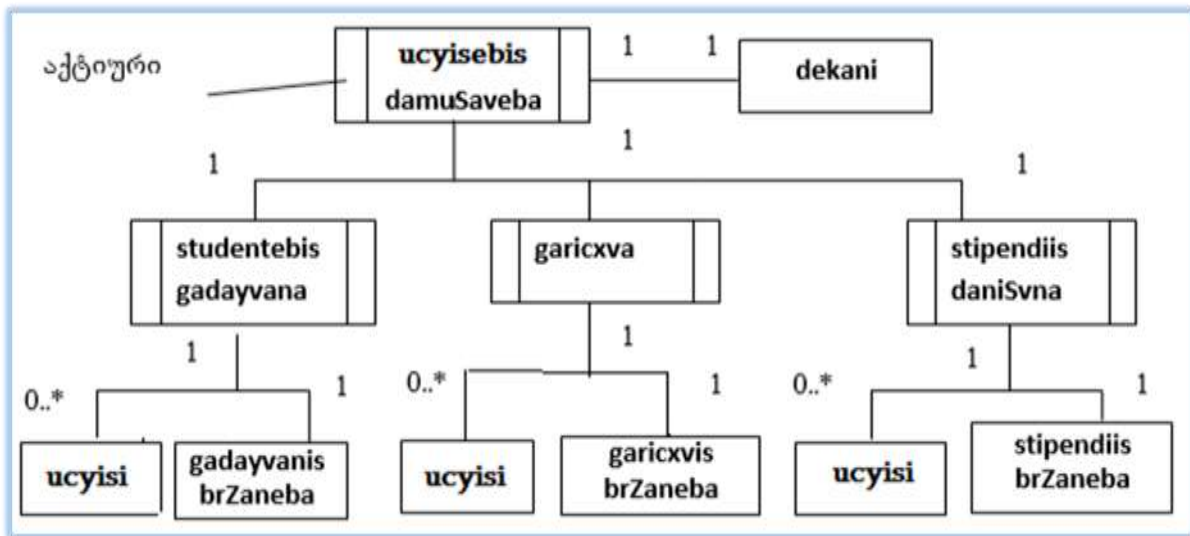 აქტიური
ucyisebis
damuSaveba
1 1
dekani
1 1 1
studentebis
gadayvana
garicxva
stipendiis
daniSvna
1 1 1
0..* 1 0..* 1 0..* 1
ucyisi
gadayvanis
brZaneba
ucyisi
garicxvis
brZaneba
ucyisi
stipendiis
brZaneba